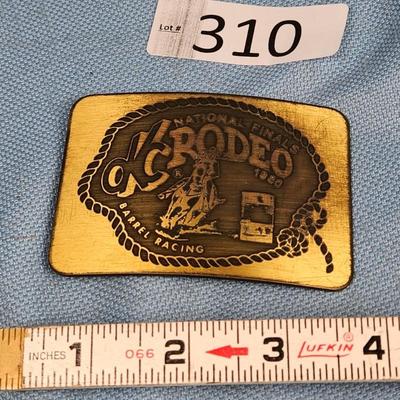 Lot #
310
NATIONAL FINALS
OKC RODEO
1980
BARREL RACING
INCHES 1 066 2 3 LUFKIN 4